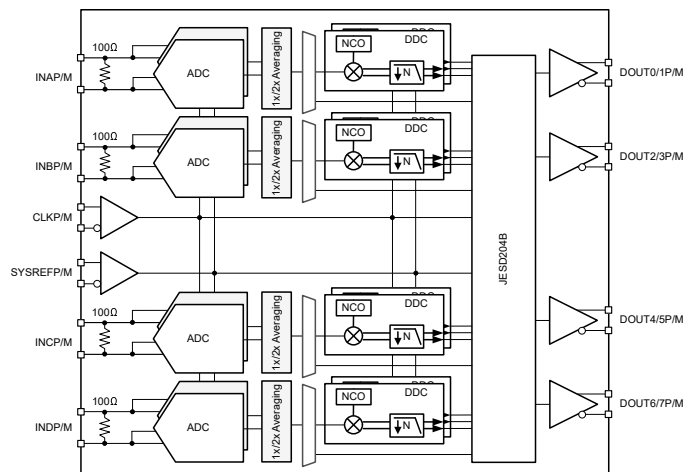 100Ω
INAP/M
ADC
1x/2x Averaging
NCO
DDC
N
DOUT0/1P/M
100Ω
INBP/M
ADC
1x/2x Averaging
NCO
DDC
N
DOUT2/3P/M
CLKP/M
SYSREFP/M
JESD204B
100Ω
INCP/M
ADC
1x/2x Averaging
NCO
DDC
N
DOUT4/5P/M
100Ω
INDP/M
ADC
1x/2x Averaging
NCO
DDC
N
DOUT6/7P/M